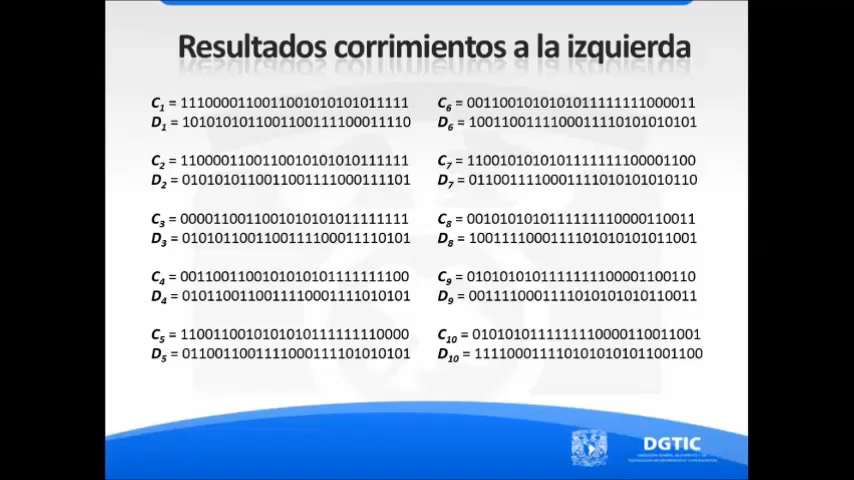 Resultados corrimientos a la izquierda
C1 = 1110000110011001010101011111
D1 = 1010101011001100111100011110
C2 = 1100001100110010101010111111
D2 = 0101010110011001111000111101
C3 = 0000110011001010101011111111
D3 = 0101011001100111100011110101
C4 = 0011001100101010101111111100
D4 = 0101100110011110001111010101
C5 = 1100110010101010111111110000
D5 = 0110011001111000111101010101
C6 = 0011001010101011111111000011
D6 = 1001100111100011110101010101
C7 = 1100101010101111111100001100
D7 = 0110011110001111010101010110
C8 = 0010101010111111110000110011
D8 = 1001111000111101010101011001
C9 = 0101010101111111100001100110
D9 = 0011110001111010101010110011
C10 = 0101010111111110000110011001
D10 = 1111000111101010101011001100
DGTIC